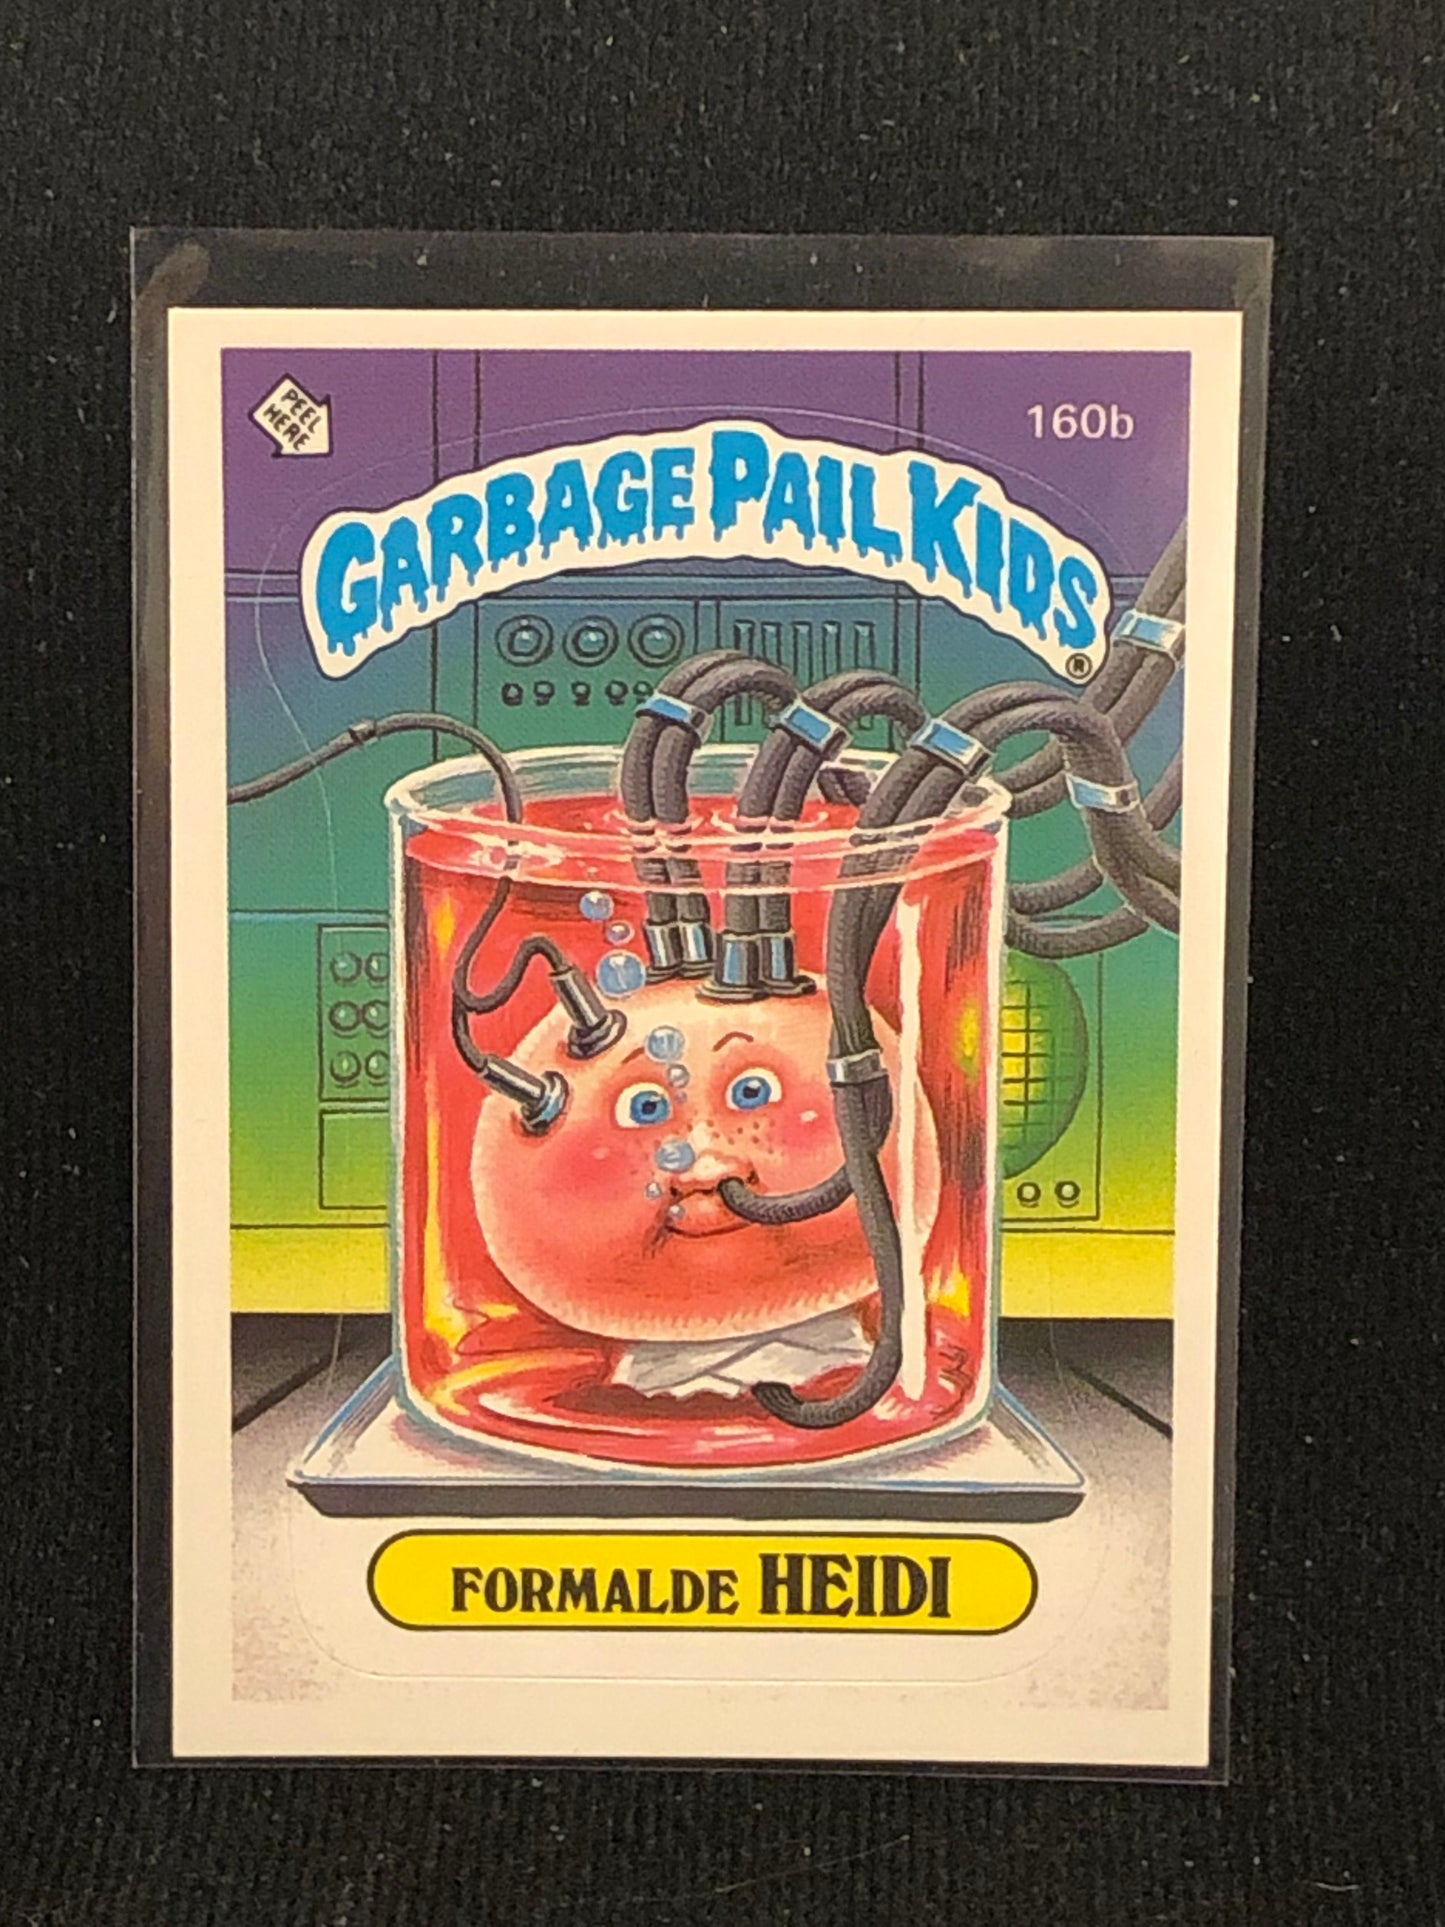 PEEL
HERE
160b
GARBAGE PAIL KIDS
®
FORMALDE HEIDI